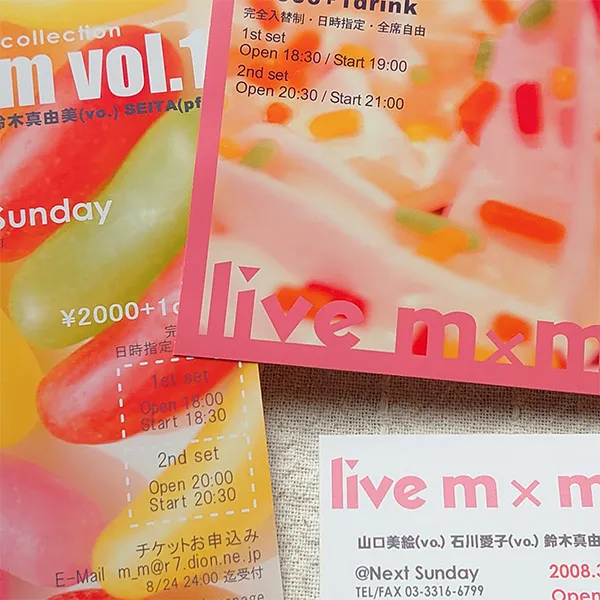 collection
m vol.1
鈴木真由美(vo.) SEITA(pf
Sunday
¥2000+1
日時指定
1st set
Open 18:00
Start 18:30
2nd set
Open 20:00
Start 20:30
チケットお申込み
E-Mail m_m@r7.dion.ne.jp
8/24 24:00 迄受付
+1drink
完全入替制・日時指定・全席自由
1st set
Open 18:30 / Start 19:00
2nd set
Open 20:30 / Start 21:00
live m×m
live m × m
山口美絵(vo.) 石川愛子(vo.) 鈴木真由
@Next Sunday
2008.3
TEL/FAX 03-3316-6799
Open